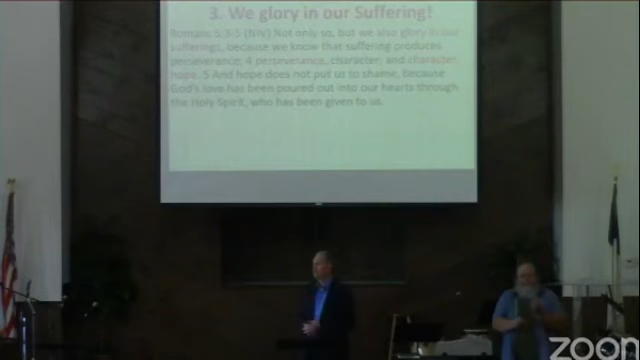 3. We glory in our Suffering!
Romans 5:3-5 (NIV) Not only so, but we also glory in our
sufferings, because we know that suffering produces
perseverance; 4 perseverance, character; and character,
hope. 5 And hope does not put us to shame, because
God's love has been poured out into our hearts through
the Holy Spirit, who has been given to us.
zoom